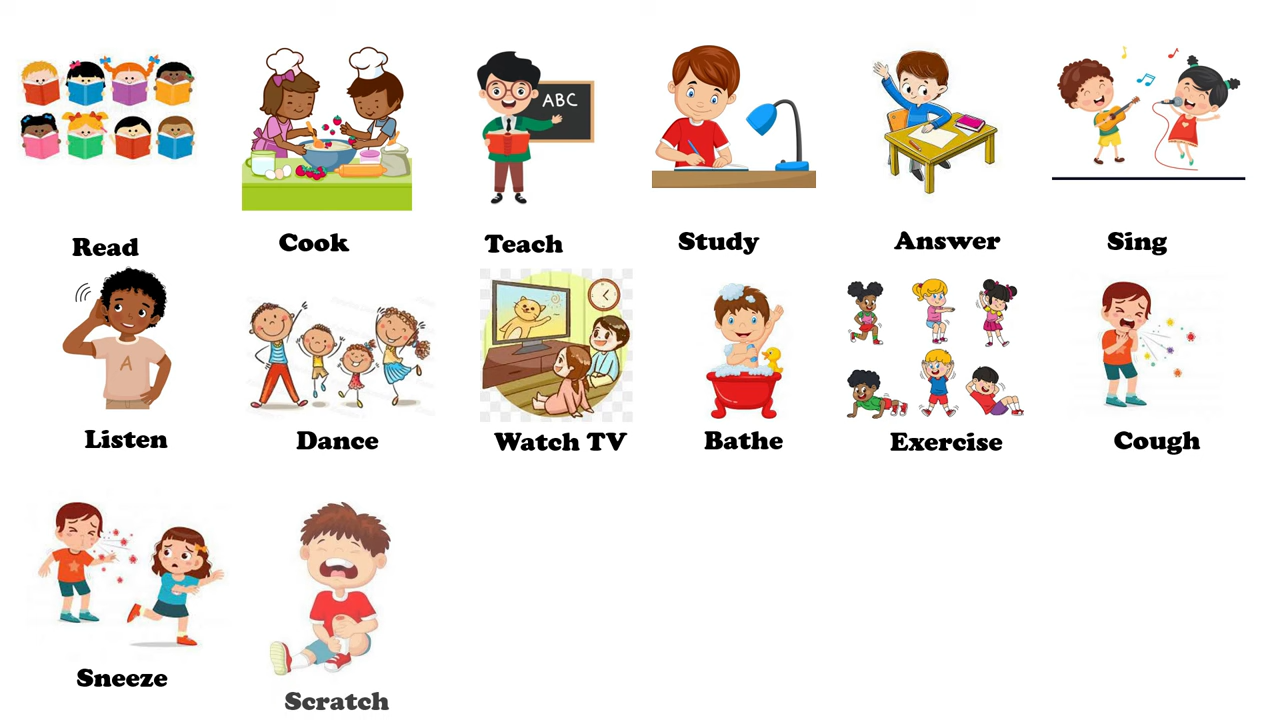 ABC
Read
Cook
Teach
Study
Answer
Sing
A
Listen
Dance
Watch TV
Bathe
Exercise
Cough
Sneeze
Scratch